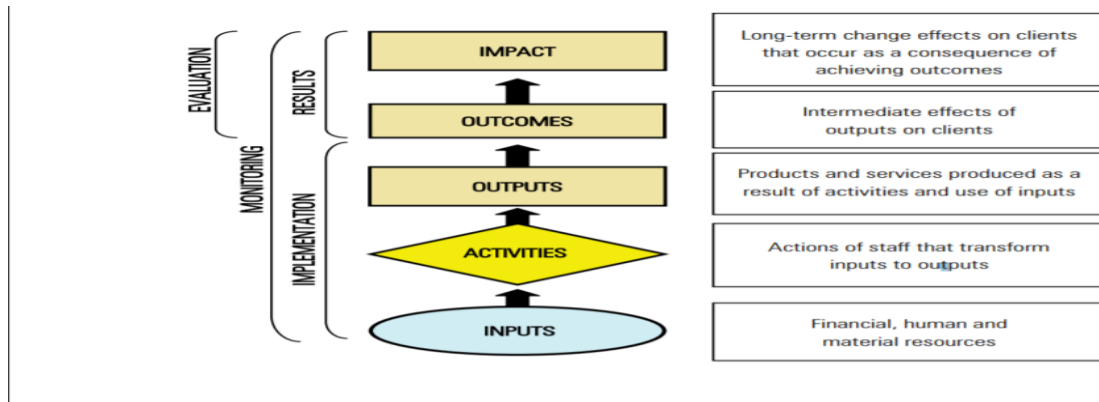 EVALUATION
MONITORING
RESULTS
IMPLEMENTATION
IMPACT
Long-term change effects on clients
that occur as a consequence of
achieving outcomes
OUTCOMES
Intermediate effects of
outputs on clients
OUTPUTS
Products and services produced as a
result of activities and use of inputs
ACTIVITIES
Actions of staff that transform
inputs to outputs
INPUTS
Financial, human and
material resources